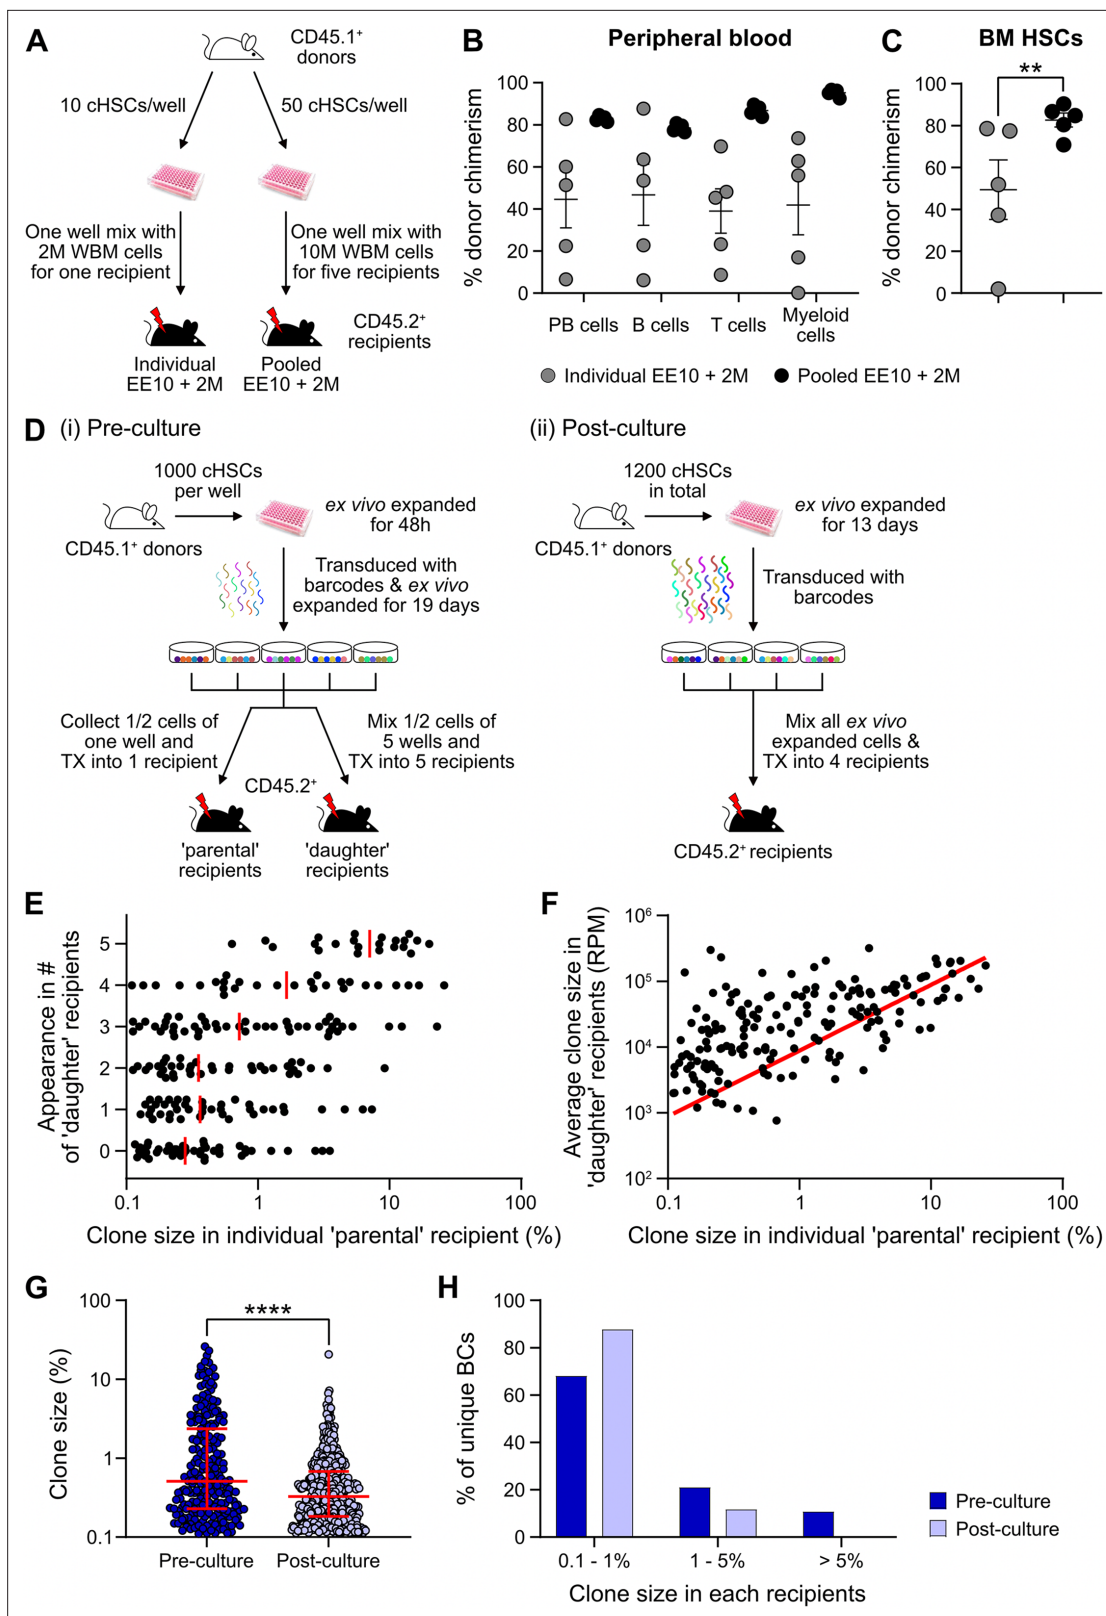 A
CD45.1⁺
donors
10 cHSCs/well
50 cHSCs/well
One well mix with
2M WBM cells
for one recipient
One well mix with
10M WBM cells
for five recipients
CD45.2⁺
recipients
Individual
EE10 + 2M
Pooled
EE10 + 2M
B
Peripheral blood
% donor chimerism
100
80
60
40
20
0
PB cells
B cells
T cells
Myeloid
cells
C
BM HSCs
**
% donor chimerism
100
80
60
40
20
0
Individual EE10 + 2M
Pooled EE10 + 2M
D
(i) Pre-culture
1000 cHSCs
per well
CD45.1⁺ donors
ex vivo expanded
for 48h
Transduced with
barcodes & ex vivo
expanded for 19 days
Collect 1/2 cells of
one well and
TX into 1 recipient
Mix 1/2 cells of
5 wells and
TX into 5 recipients
CD45.2⁺
'parental'
recipients
'daughter'
recipients
(ii) Post-culture
1200 cHSCs
in total
CD45.1⁺ donors
ex vivo expanded
for 13 days
Transduced with
barcodes
Mix all ex vivo
expanded cells &
TX into 4 recipients
CD45.2⁺ recipients
E
Appearance in #
of 'daughter' recipients
5
4
3
2
1
0
0.1
1
10
100
Clone size in individual 'parental' recipient (%)
F
Average clone size in
'daughter' recipients (RPM)
10⁶
10⁵
10⁴
10³
10²
0.1
1
10
100
Clone size in individual 'parental' recipient (%)
G
Clone size (%)
100
10
1
0.1
****
Pre-culture
Post-culture
H
% of unique BCs
100
80
60
40
20
0
0.1 - 1%
1 - 5%
> 5%
Clone size in each recipients
Pre-culture
Post-culture